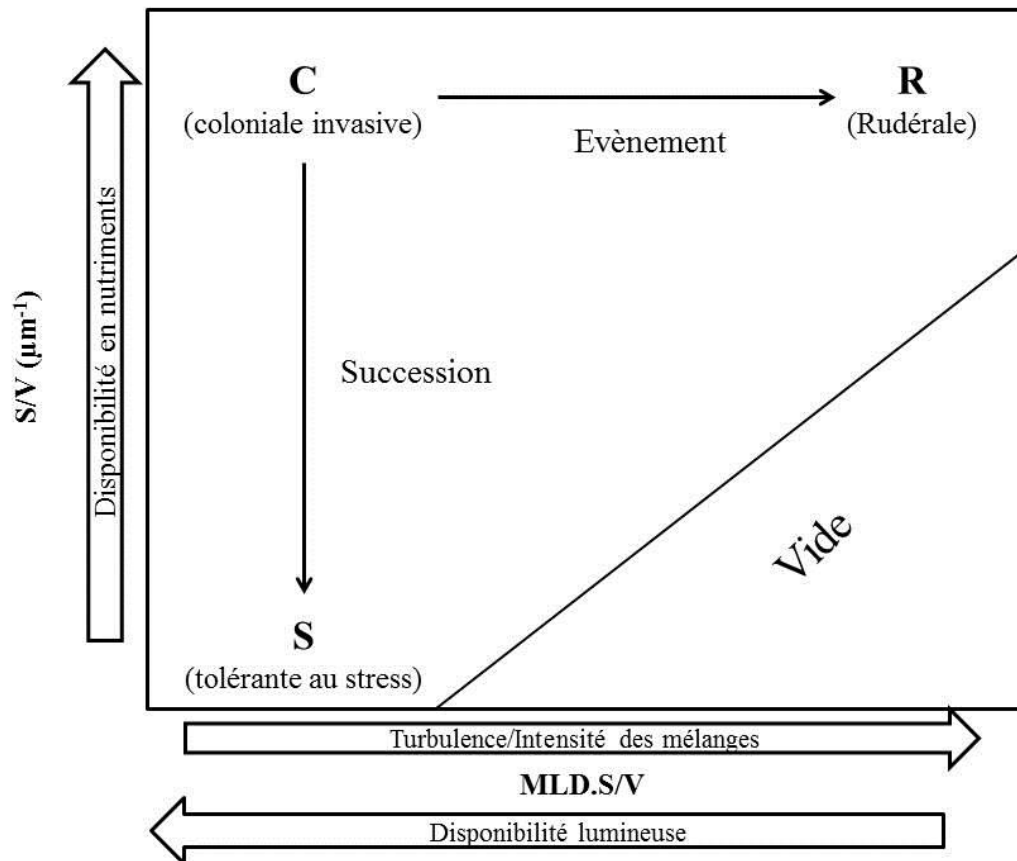 C
(coloniale invasive)
R
(Rudérale)
Evènement
S/V (µm⁻¹)
Disponibilité en nutriments
Succession
Vide
S
(tolérante au stress)
Turbulence/Intensité des mélanges
MLD.S/V
Disponibilité lumineuse